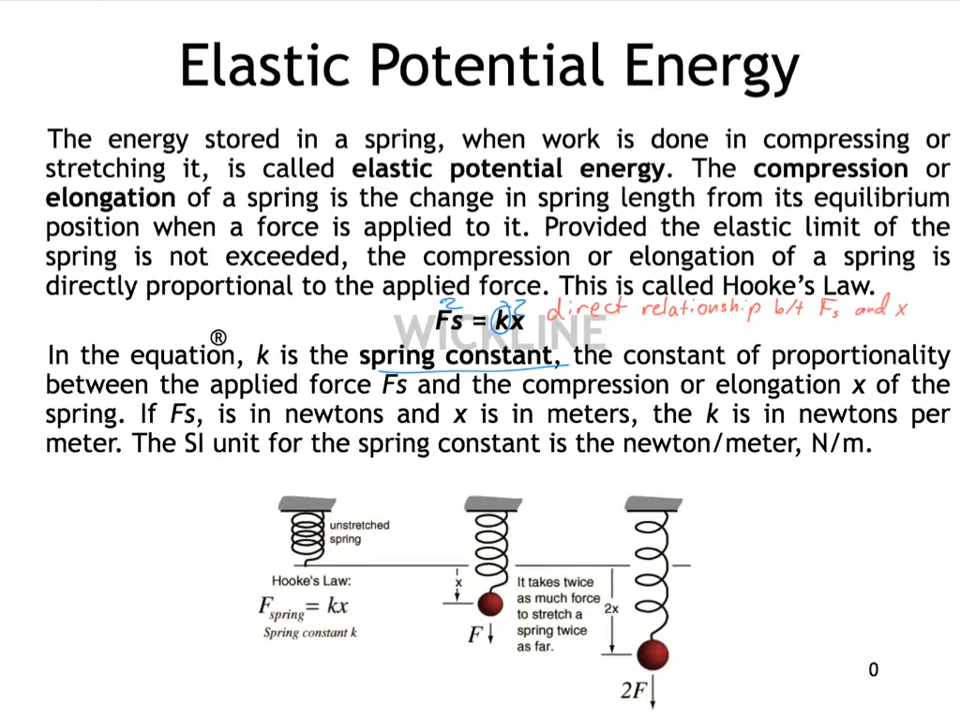 Elastic Potential Energy
The energy stored in a spring, when work is done in compressing or
stretching it, is called elastic potential energy. The compression or
elongation of a spring is the change in spring length from its equilibrium
position when a force is applied to it. Provided the elastic limit of the
spring is not exceeded, the compression or elongation of a spring is
directly proportional to the applied force. This is called Hooke's Law.
2 2
Fs = kx direct relationship b/t Fs and x
WICKLINE
®
In the equation, k is the spring constant, the constant of proportionality
between the applied force Fs and the compression or elongation x of the
spring. If Fs, is in newtons and x is in meters, the k is in newtons per
meter. The SI unit for the spring constant is the newton/meter, N/m.
unstretched
spring
Hooke's Law:
Fspring = kx
Spring constant k
x
F
It takes twice
as much force
to stretch a
spring twice
as far.
2x
2F
0